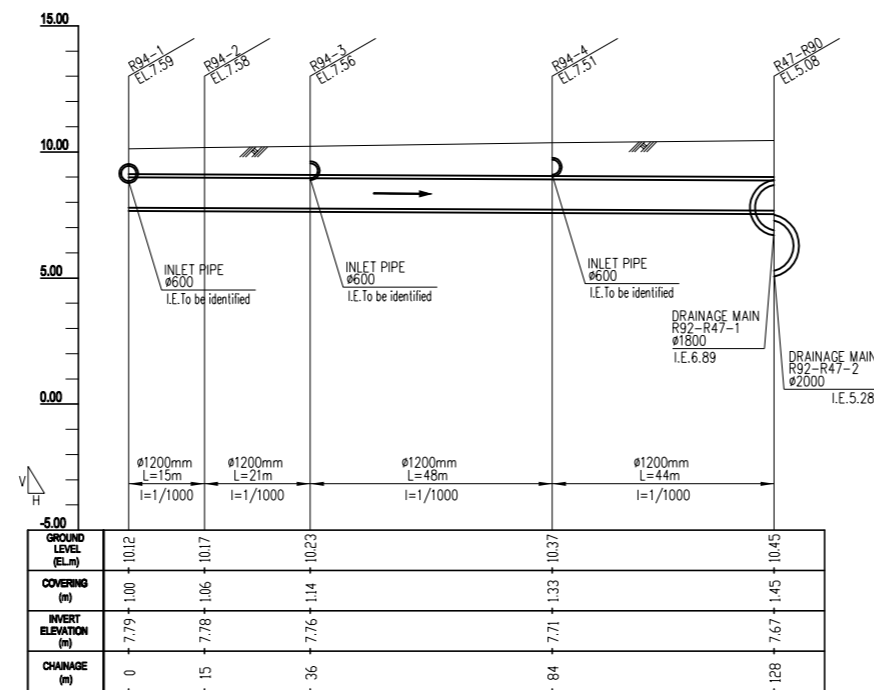 15.00
10.00
5.00
0.00
-5.00
R94-1
EL.7.59
R94-2
EL.7.58
R94-3
EL.7.56
R94-4
EL.7.51
R47-R90
EL.5.08
INLET PIPE
ø600
I.E.To be identified
INLET PIPE
ø600
I.E.To be identified
INLET PIPE
ø600
I.E.To be identified
DRAINAGE MAIN
R92-R47-1
ø1800
I.E.6.89
DRAINAGE MAIN
R92-R47-2
ø2000
I.E.5.28
V
H
ø1200mm
L=15m
I=1/1000
ø1200mm
L=21m
I=1/1000
ø1200mm
L=48m
I=1/1000
ø1200mm
L=44m
I=1/1000
GROUND
LEVEL
(EL.m)
10.12 10.17 10.23 10.37 10.45
COVERING
(m)
1.00 1.06 1.14 1.33 1.45
INVERT
ELEVATION
(m)
7.79 7.78 7.76 7.71 7.67
CHAINAGE
(m)
0 15 36 84 128